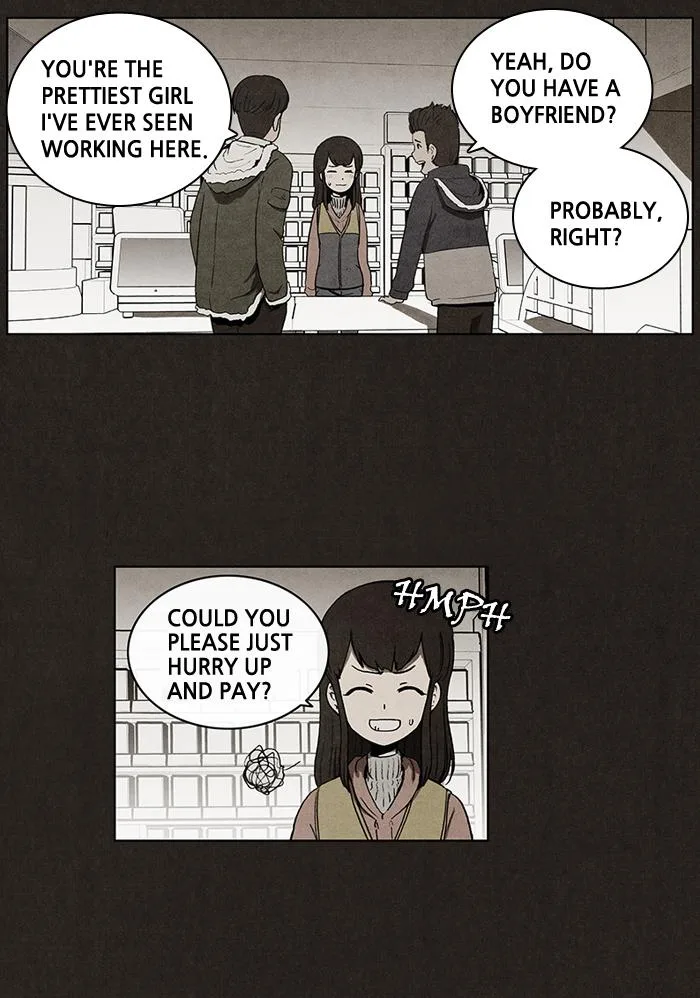 YOU'RE THE
PRETTIEST GIRL
I'VE EVER SEEN
WORKING HERE.
YEAH, DO
YOU HAVE A
BOYFRIEND?
PROBABLY,
RIGHT?
HMPH
COULD YOU
PLEASE JUST
HURRY UP
AND PAY?